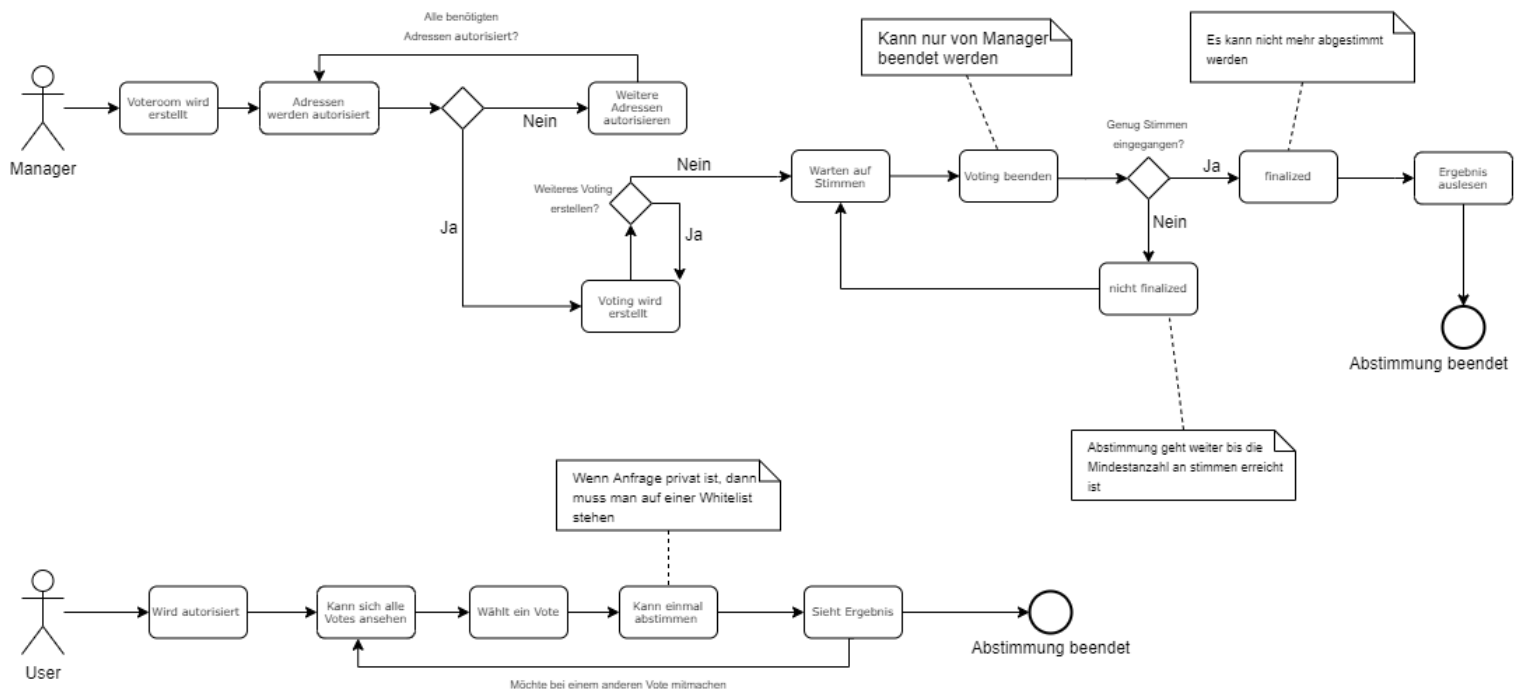 Alle benötigten
Adressen autorisiert?
Manager
Voteroom wird
erstellt
Adressen
werden autorisiert
Nein
Weitere
Adressen
autorisieren
Ja
Voting wird
erstellt
Weiteres Voting
erstellen?
Ja
Nein
Warten auf
Stimmen
Kann nur von Manager
beendet werden
Voting beenden
Genug Stimmen
eingegangen?
Ja
Nein
Es kann nicht mehr abgestimmt
werden
finalized
Ergebnis
auslesen
nicht finalized
Abstimmung beendet
Abstimmung geht weiter bis die
Mindestanzahl an stimmen erreicht
ist
Wenn Anfrage privat ist, dann
muss man auf einer Whitelist
stehen
User
Wird autorisiert
Kann sich alle
Votes ansehen
Wählt ein Vote
Kann einmal
abstimmen
Sieht Ergebnis
Abstimmung beendet
Möchte bei einem anderen Vote mitmachen